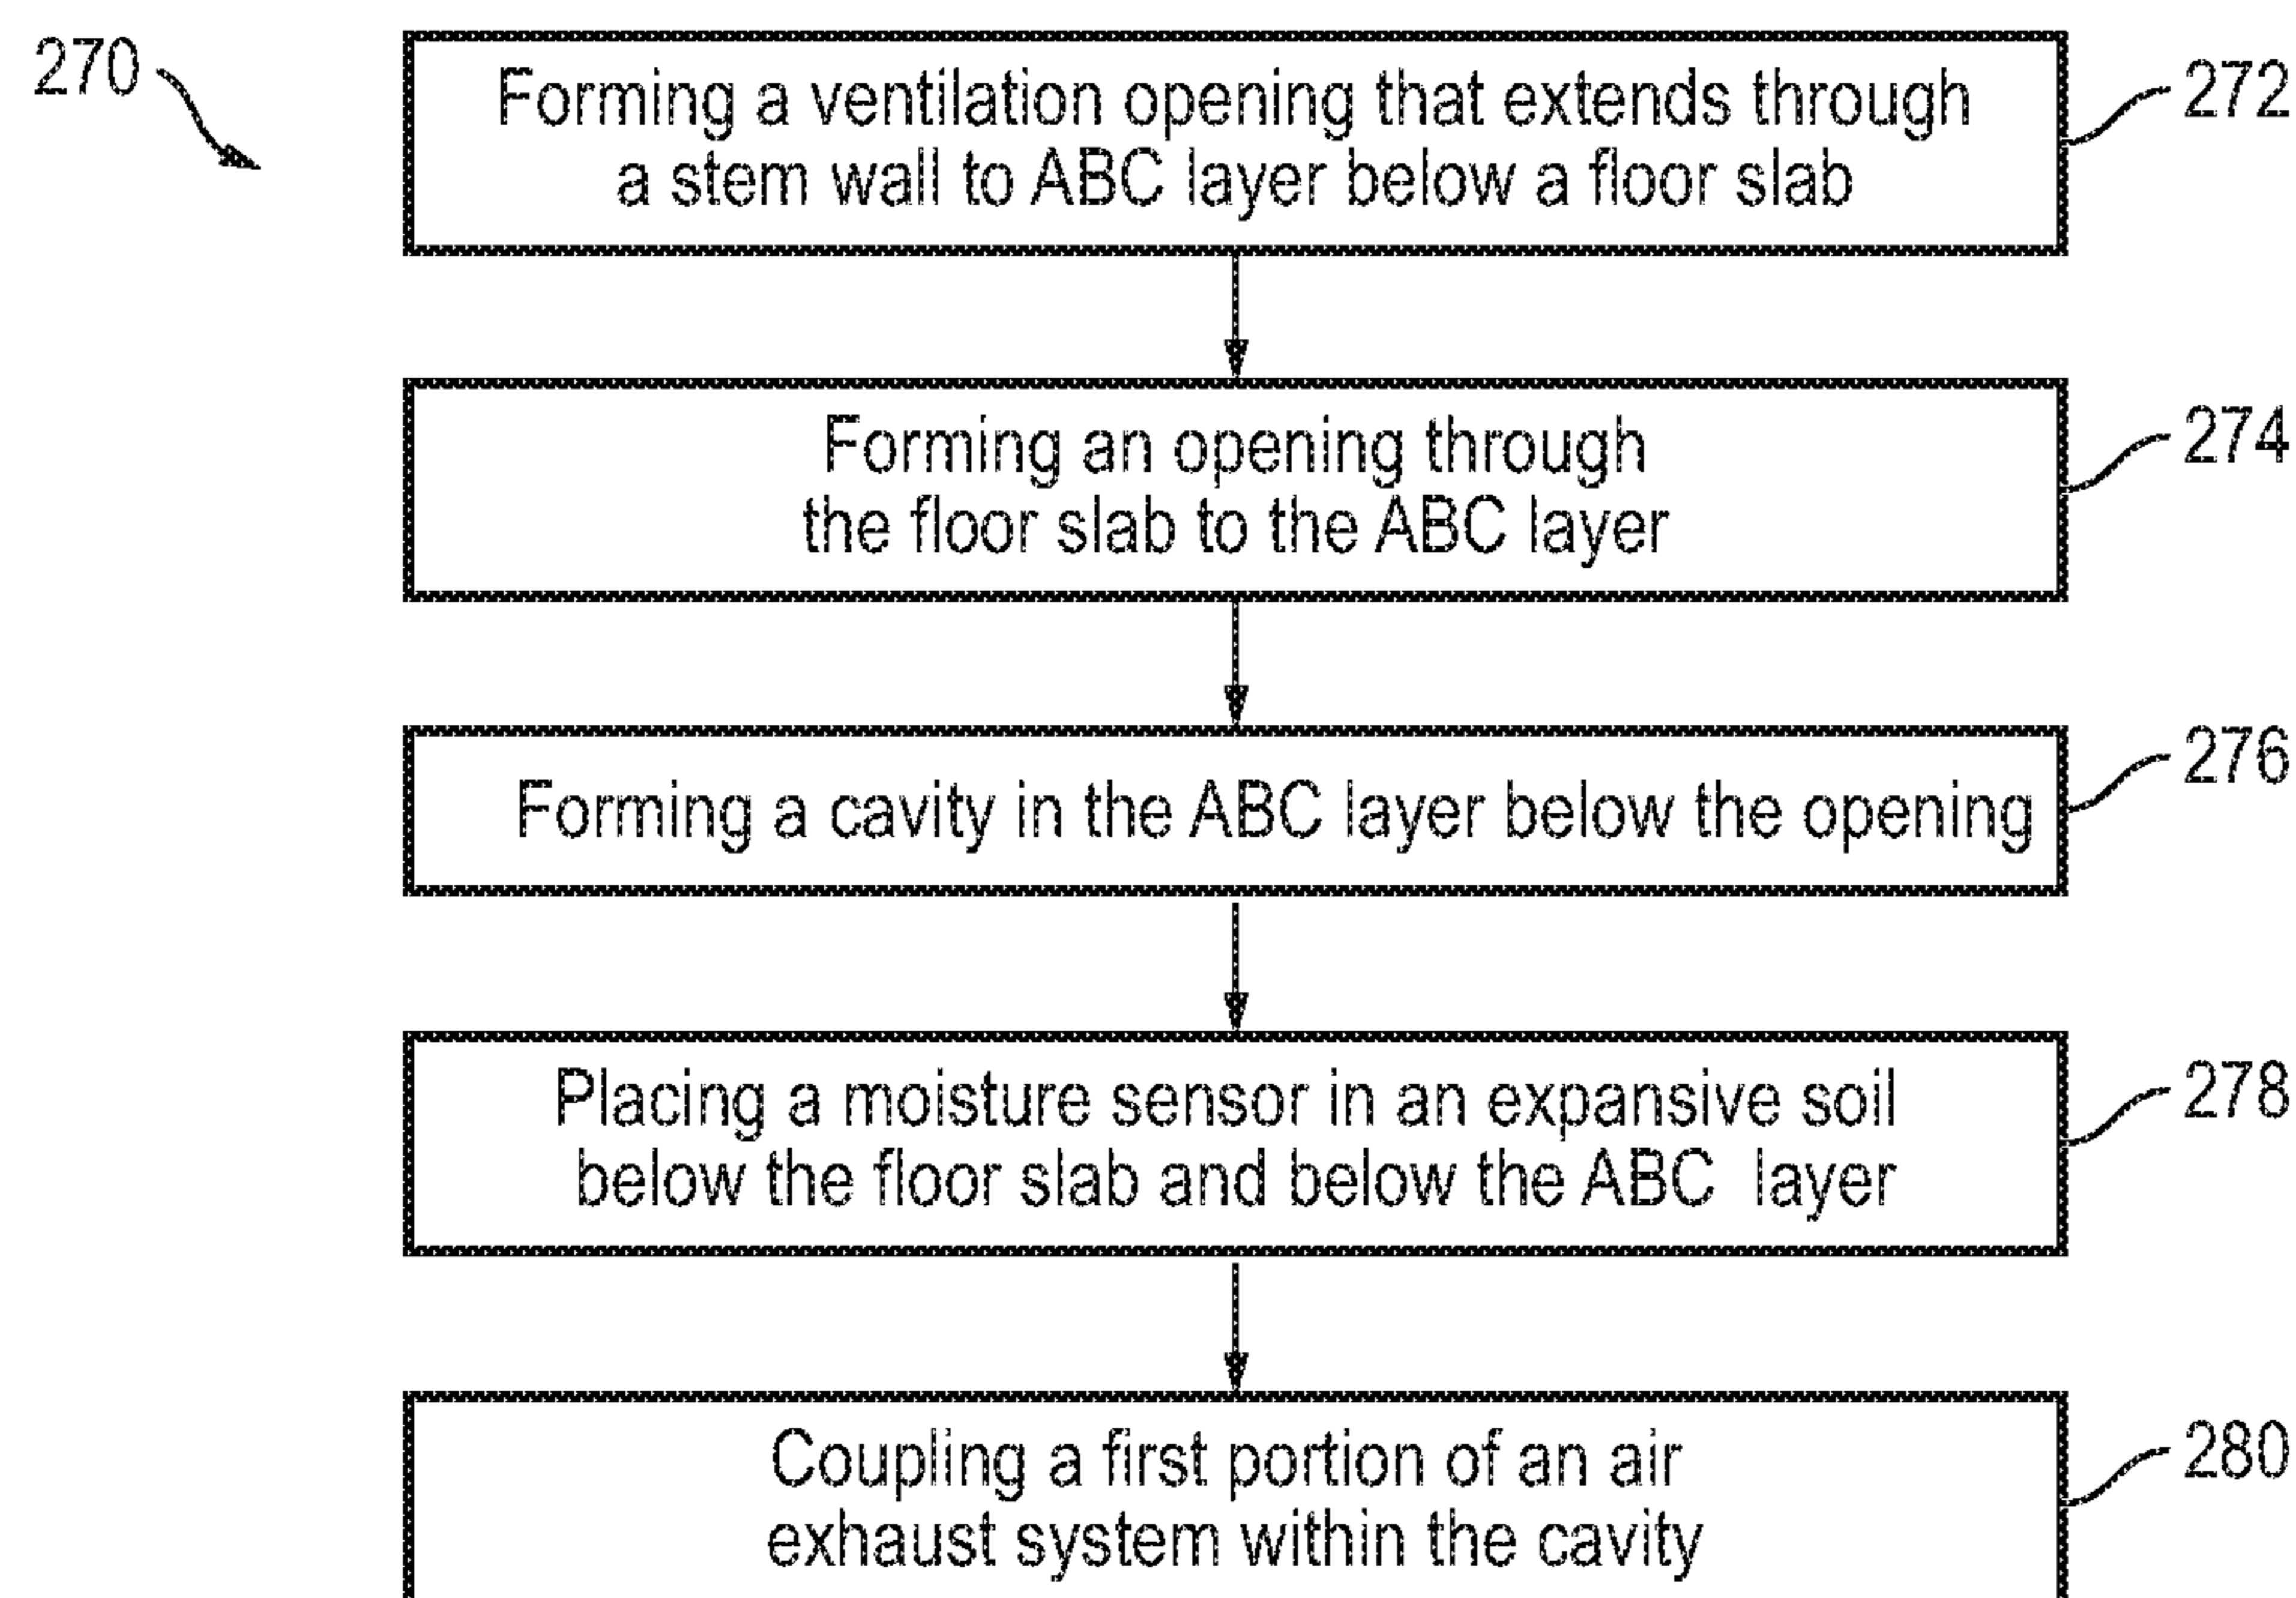 270
Forming a ventilation opening that extends through
a stem wall to ABC layer below a floor slab
272
Forming an opening through
the floor slab to the ABC layer
274
Forming a cavity in the ABC layer below the opening
276
Placing a moisture sensor in an expansive soil
below the floor slab and below the ABC layer
278
Coupling a first portion of an air
exhaust system within the cavity
280